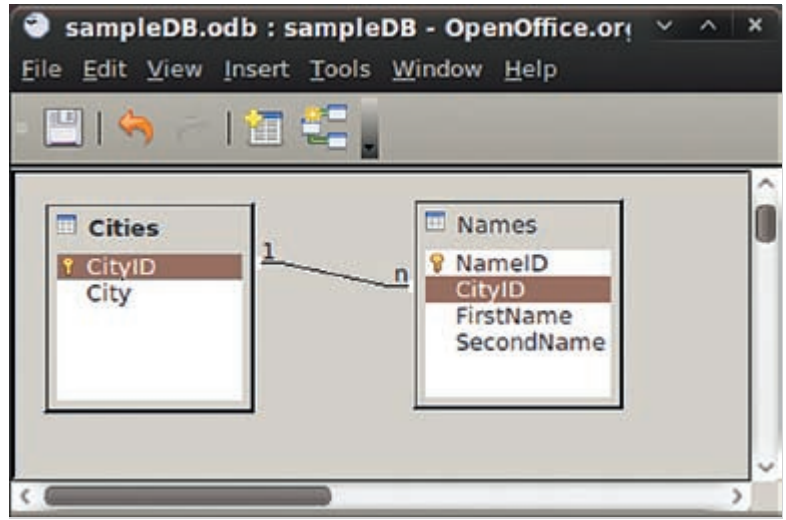 sampleDB.odb : sampleDB - OpenOffice.or
File Edit View Insert Tools Window Help
Cities
CityID
City
1
n
Names
NameID
CityID
FirstName
SecondName